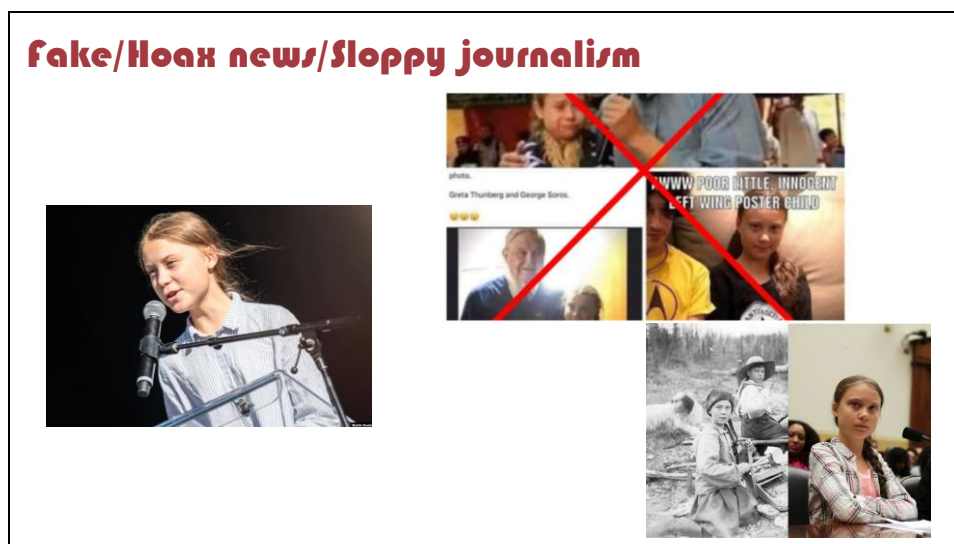 Fake/Hoax news/Sloppy journalism
photo.
Greta Thunberg and George Soros.
AWWW POOR LITTLE, INNOCENT
LEFT WING POSTER CHILD